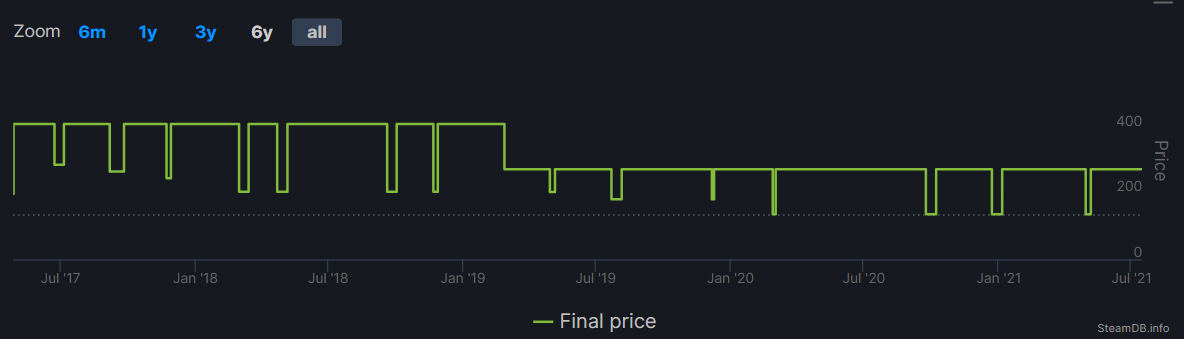 Zoom 6m 1y 3y 6y all
400
Price
200
0
Jul '17 Jan '18 Jul '18 Jan '19 Jul '19 Jan '20 Jul '20 Jan '21 Jul '21
Final price
SteamDB.info